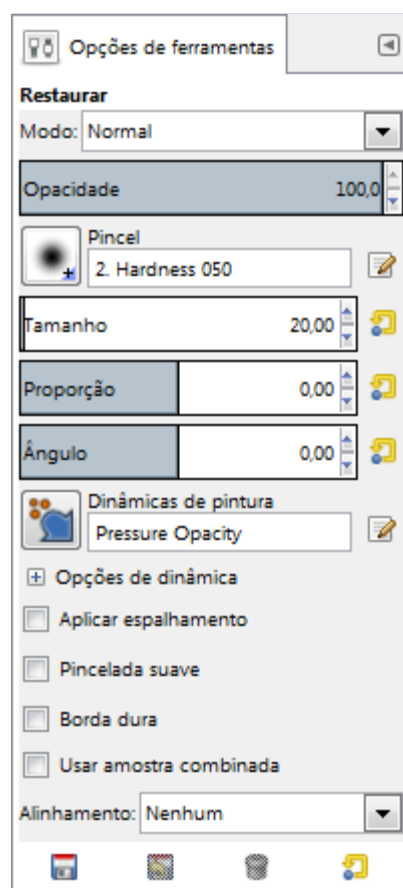 Opções de ferramentas
Restaurar
Modo: Normal
Opacidade 100,0
Pincel
2. Hardness 050
Tamanho 20,00
Proporção 0,00
Ângulo 0,00
Dinâmicas de pintura
Pressure Opacity
Opções de dinâmica
Aplicar espalhamento
Pincelada suave
Borda dura
Usar amostra combinada
Alinhamento: Nenhum